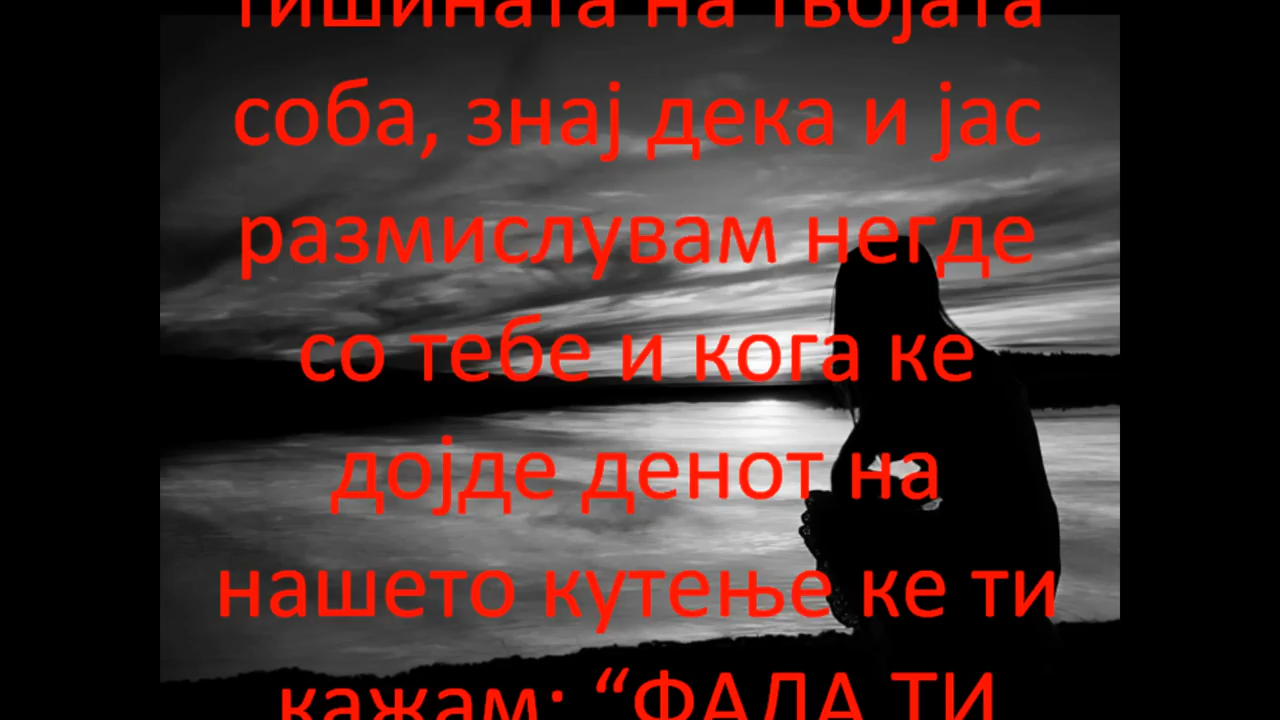 тишината на твојата
соба, знај дека и јас
размислувам негде
со тебе и кога ке
дојде денот на
нашето кутење ке ти
кажам: “ФАЛА ТИ